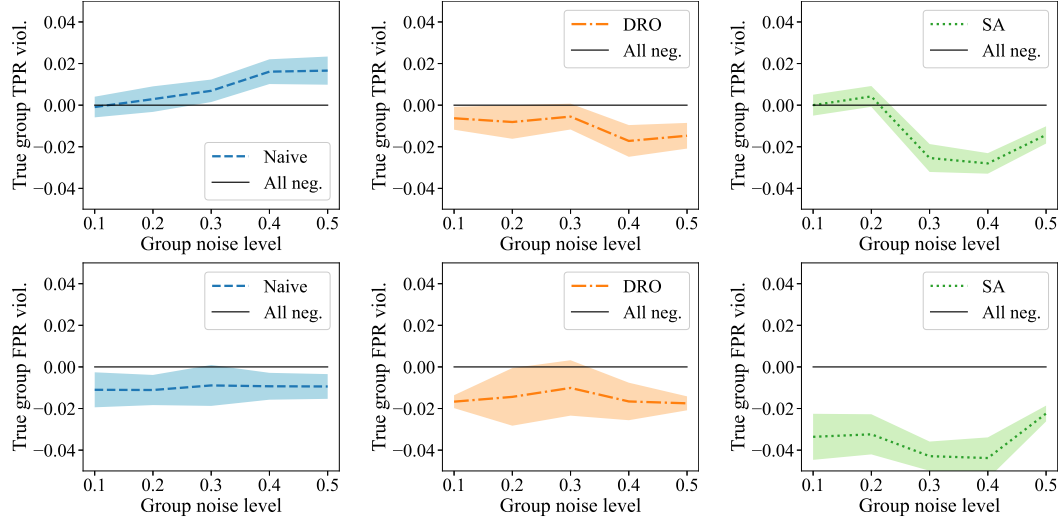 True group TPR viol.
0.04
0.02
0.00
−0.02
−0.04
Naive
All neg.
0.1 0.2 0.3 0.4 0.5
Group noise level
True group TPR viol.
0.04
0.02
0.00
−0.02
−0.04
DRO
All neg.
0.1 0.2 0.3 0.4 0.5
Group noise level
True group TPR viol.
0.04
0.02
0.00
−0.02
−0.04
SA
All neg.
0.1 0.2 0.3 0.4 0.5
Group noise level
True group FPR viol.
0.04
0.02
0.00
−0.02
−0.04
Naive
All neg.
0.1 0.2 0.3 0.4 0.5
Group noise level
True group FPR viol.
0.04
0.02
0.00
−0.02
−0.04
DRO
All neg.
0.1 0.2 0.3 0.4 0.5
Group noise level
True group FPR viol.
0.04
0.02
0.00
−0.02
−0.04
SA
All neg.
0.1 0.2 0.3 0.4 0.5
Group noise level